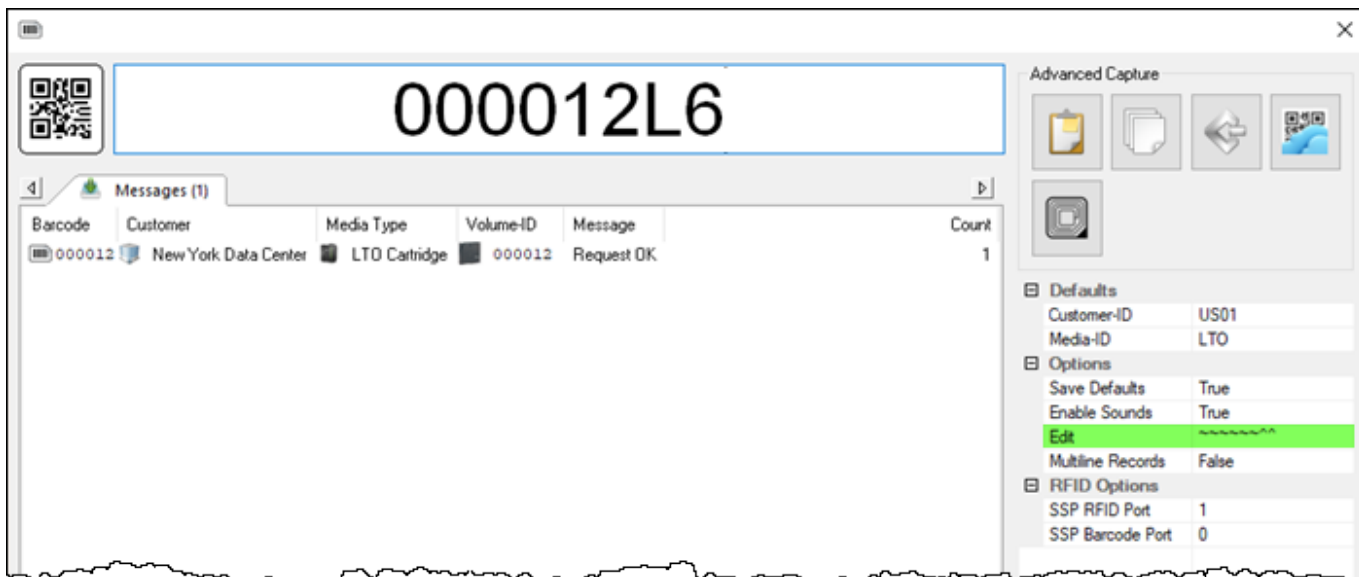 000012L6
Messages (1)
Barcode Customer Media Type Volume-ID Message Count
000012 New York Data Center LTO Cartridge 000012 Request OK 1
Advanced Capture
Defaults
Customer-ID US01
Media-ID LTO
Options
Save Defaults True
Enable Sounds True
Edit ~~~~~~^^
Multiline Records False
RFID Options
SSP RFID Port 1
SSP Barcode Port 0